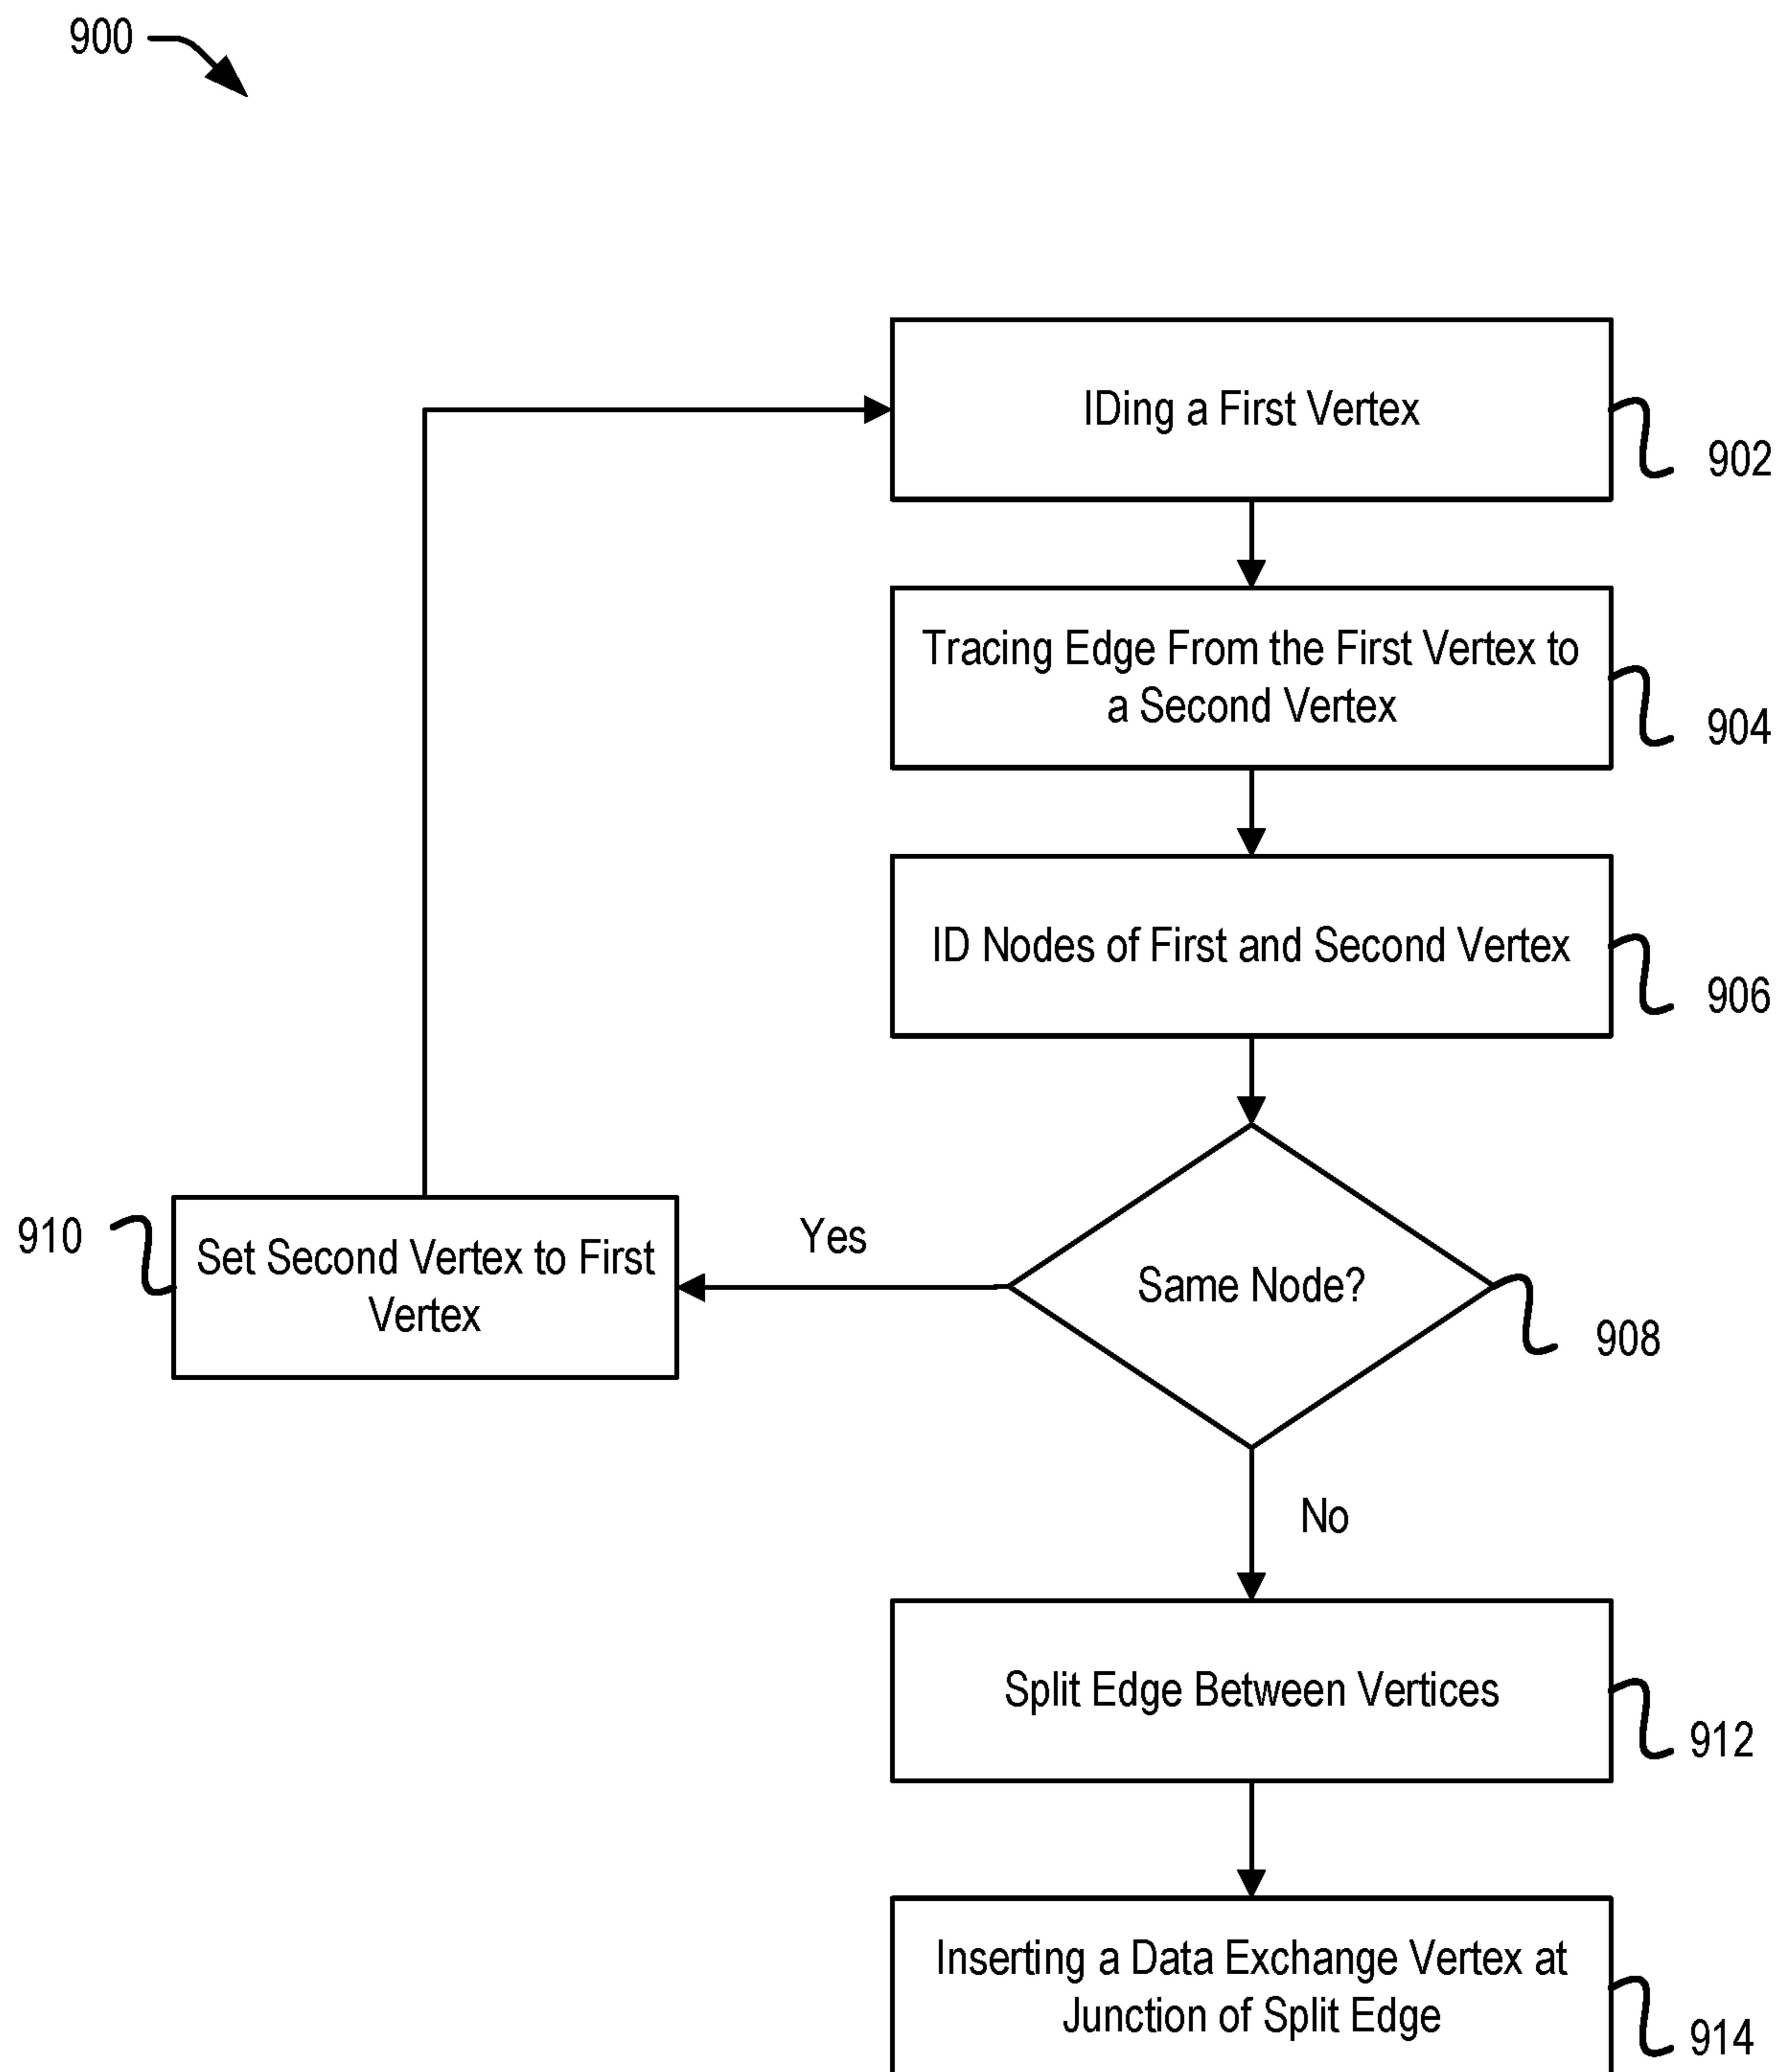 900
IDing a First Vertex
902
Tracing Edge From the First Vertex to
a Second Vertex
904
ID Nodes of First and Second Vertex
906
910
Set Second Vertex to First
Vertex
Yes
Same Node?
908
No
Split Edge Between Vertices
912
Inserting a Data Exchange Vertex at
Junction of Split Edge
914